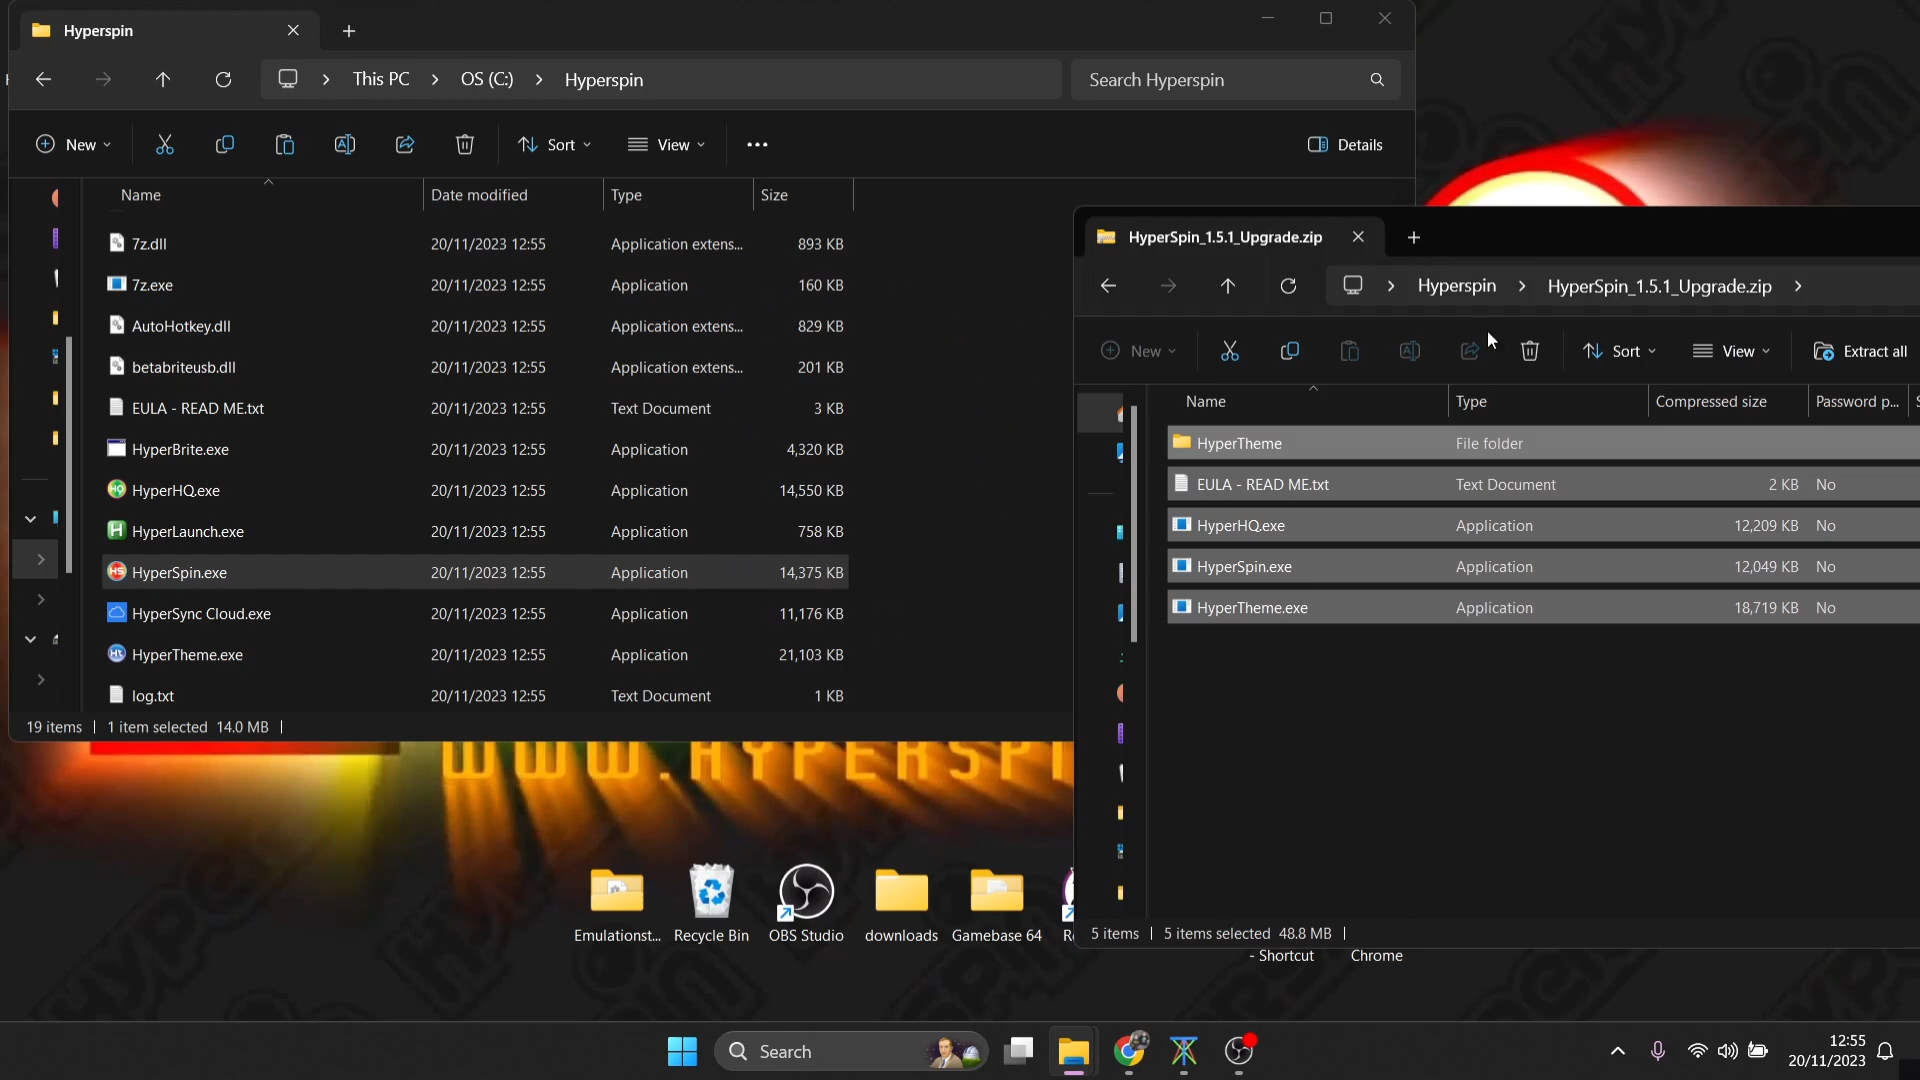 Hyperspin
This PC
OS (C:)
Hyperspin
Search Hyperspin
New
Sort
View
Details
Name
Date modified
Type
Size
7z.dll 20/11/2023 12:55 Application extens... 893 KB
7z.exe 20/11/2023 12:55 Application 160 KB
AutoHotkey.dll 20/11/2023 12:55 Application extens... 829 KB
betabriteusb.dll 20/11/2023 12:55 Application extens... 201 KB
EULA - READ ME.txt 20/11/2023 12:55 Text Document 3 KB
HyperBrite.exe 20/11/2023 12:55 Application 4,320 KB
HyperHQ.exe 20/11/2023 12:55 Application 14,550 KB
HyperLaunch.exe 20/11/2023 12:55 Application 758 KB
HyperSpin.exe 20/11/2023 12:55 Application 14,375 KB
HyperSync Cloud.exe 20/11/2023 12:55 Application 11,176 KB
HyperTheme.exe 20/11/2023 12:55 Application 21,103 KB
log.txt 20/11/2023 12:55 Text Document 1 KB
19 items
1 item selected 14.0 MB
HyperSpin_1.5.1_Upgrade.zip
Hyperspin
HyperSpin_1.5.1_Upgrade.zip
New
Sort
View
Extract all
Name
Type
Compressed size
Password p...
HyperTheme File folder
EULA - READ ME.txt Text Document 2 KB No
HyperHQ.exe Application 12,209 KB No
HyperSpin.exe Application 12,049 KB No
HyperTheme.exe Application 18,719 KB No
5 items
5 items selected 48.8 MB
WWW.HYPERSPI
Emulationst...
Recycle Bin
OBS Studio
downloads
Gamebase 64
- Shortcut
Chrome
Search
12:55
20/11/2023